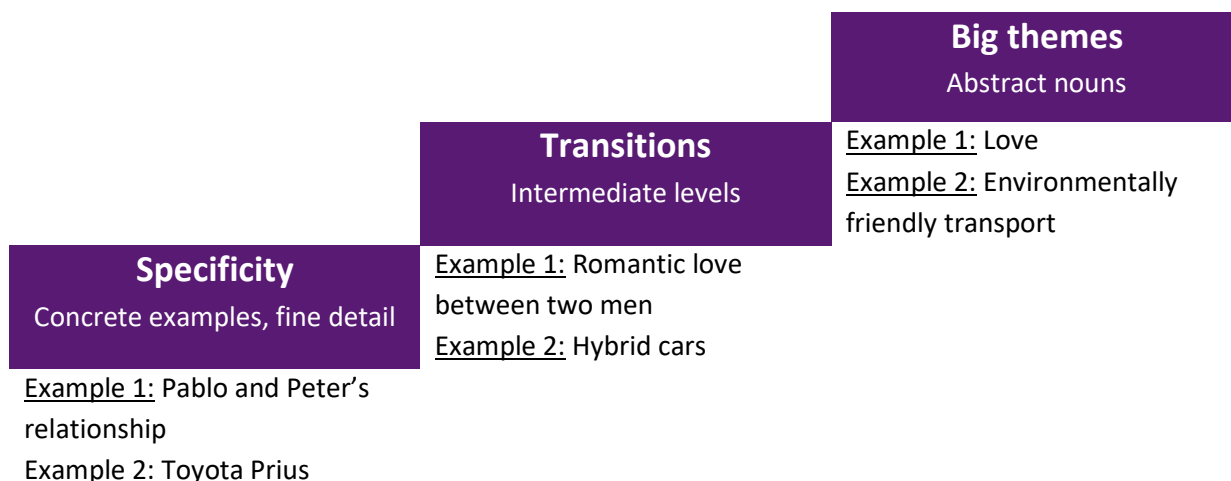 Big themes
Abstract nouns
Example 1: Love
Example 2: Environmentally
friendly transport
Transitions
Intermediate levels
Example 1: Romantic love
between two men
Example 2: Hybrid cars
Specificity
Concrete examples, fine detail
Example 1: Pablo and Peter’s
relationship
Example 2: Toyota Prius